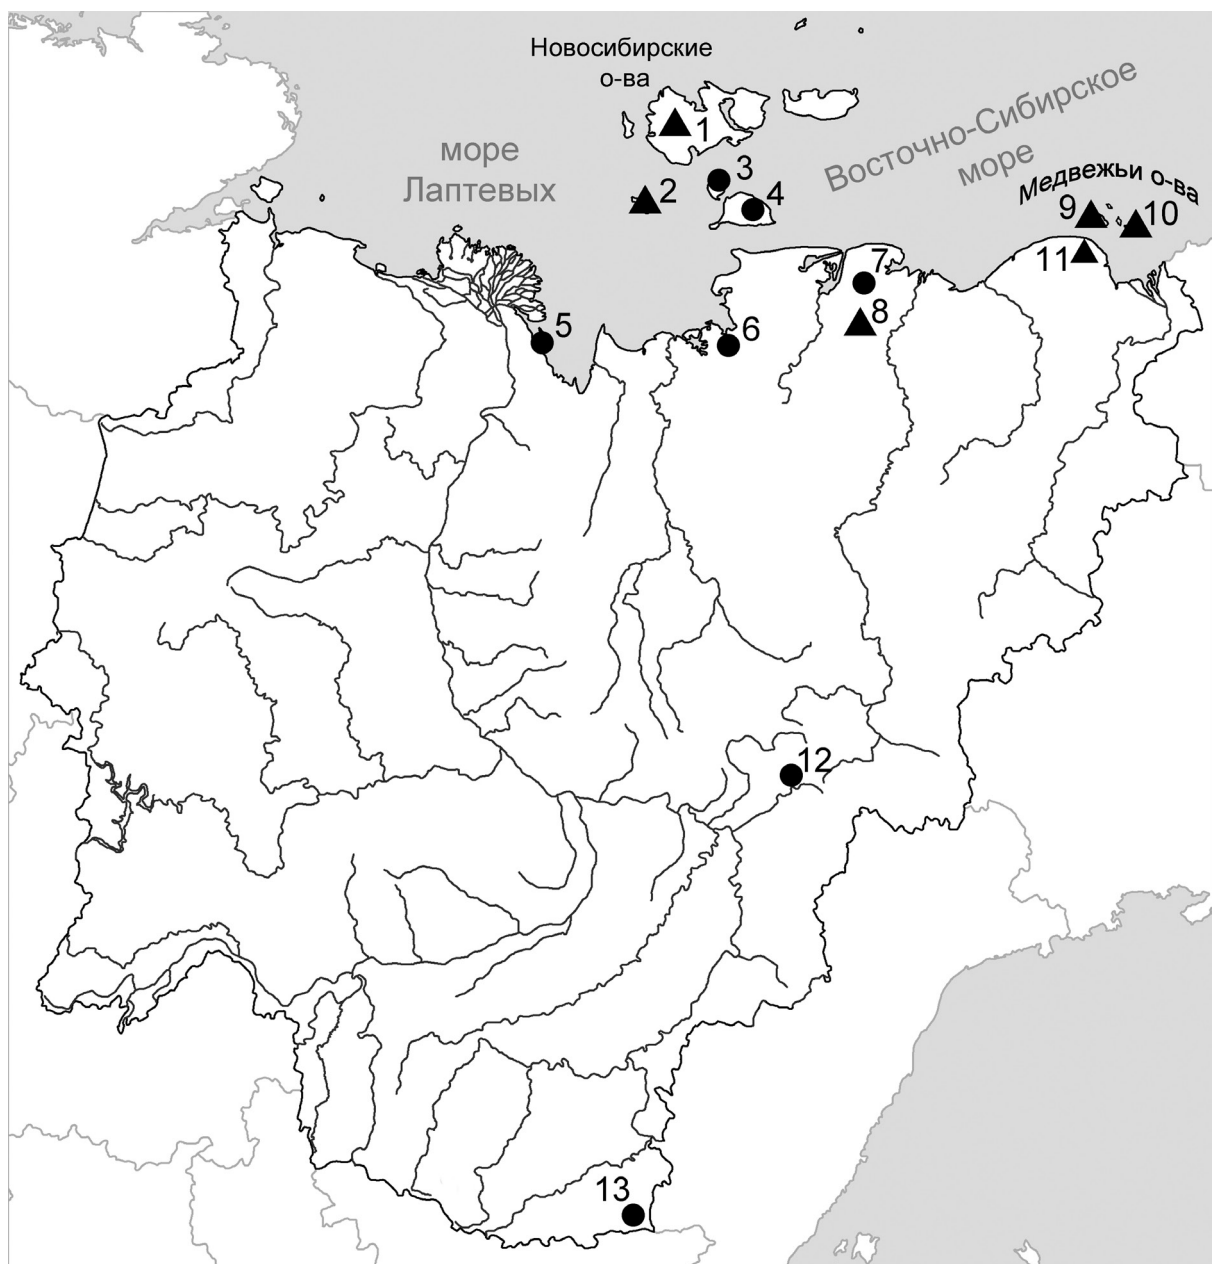 Новосибирские
о-ва
1
море
Лаптевых
2
3
4
Восточно-Сибирское
море
Медвежьи о-ва
9
10
11
7
8
5
6
12
13